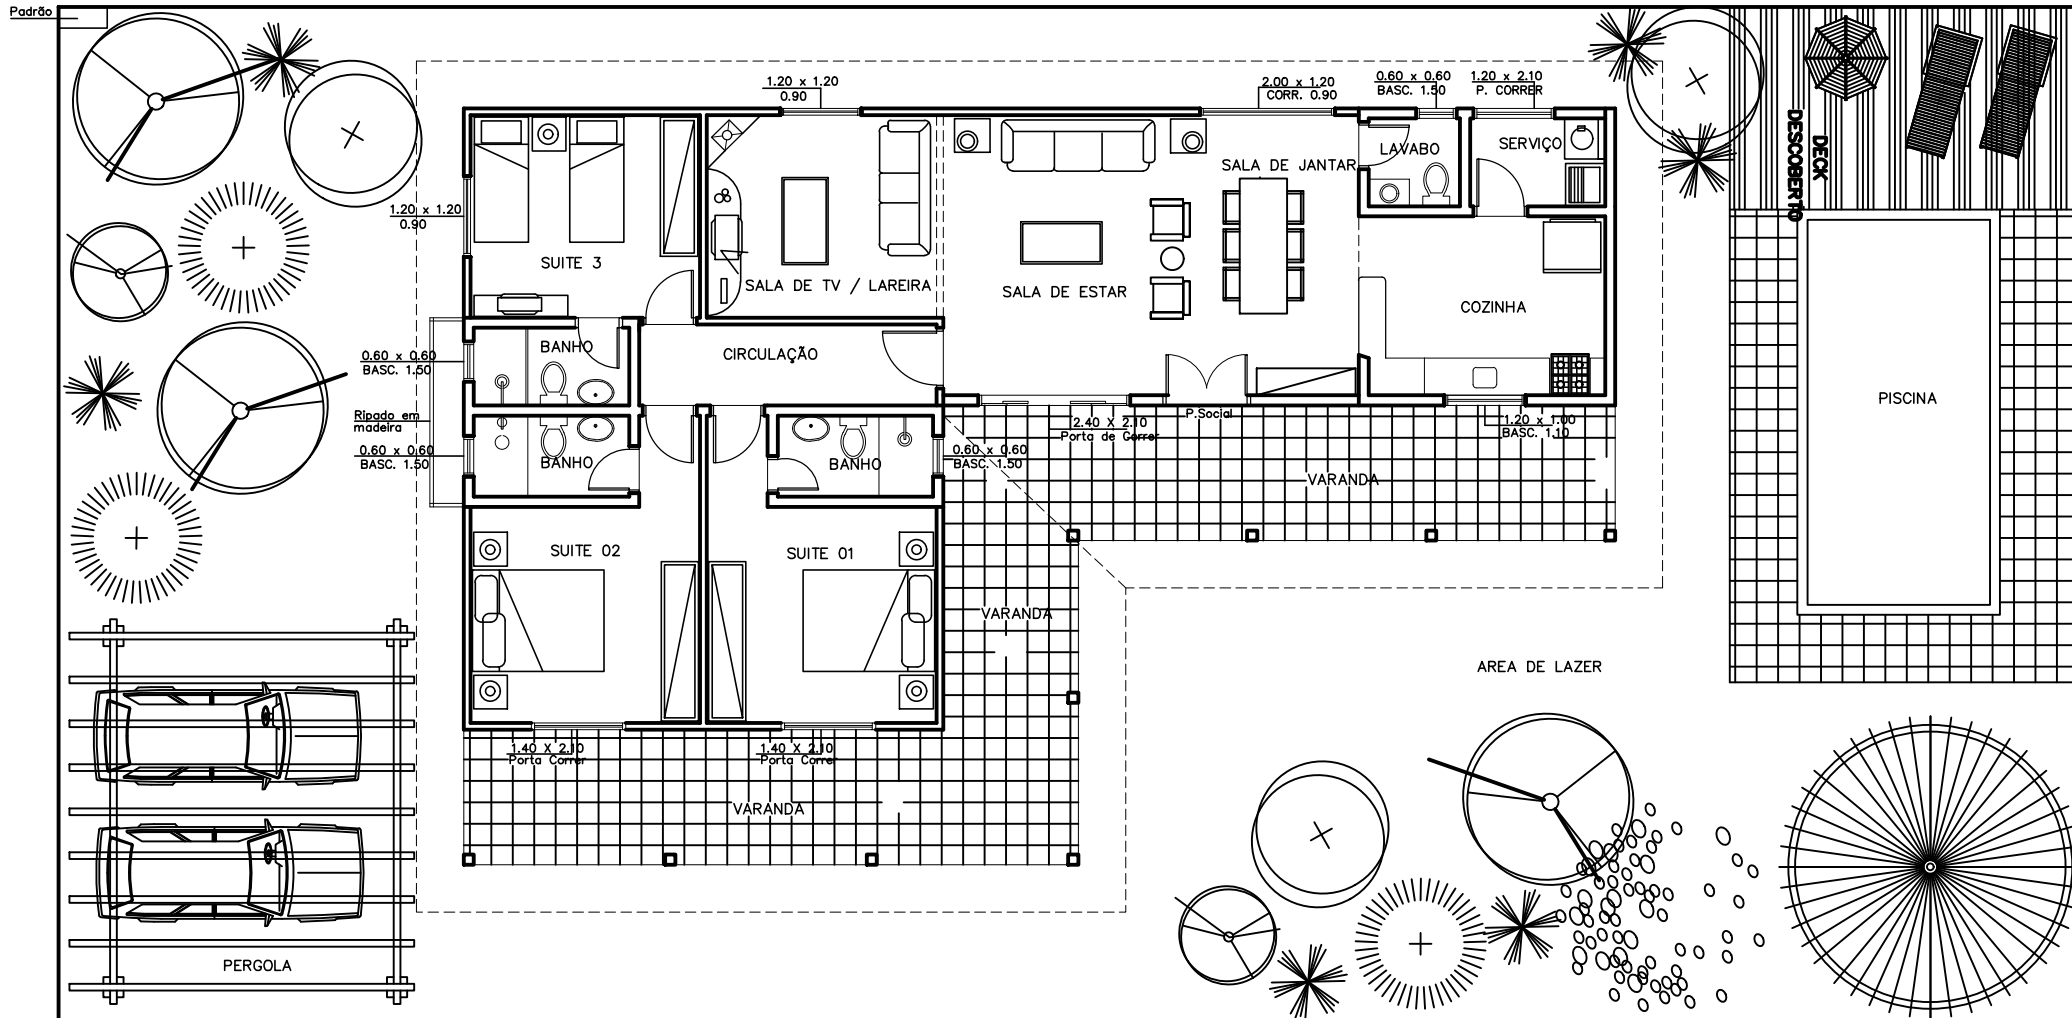 Padrão
1.20 x 1.20
0.90
2.00 x 1.20
CORR. 0.90
0.60 x 0.60
BASC. 1.50
1.20 x 2.10
P. CORRER
DECK
DESCOBERTO
LAVABO
SERVIÇO
SALA DE JANTAR
1.20 x 1.20
0.90
SUITE 3
SALA DE TV / LAREIRA
SALA DE ESTAR
COZINHA
BANHO
CIRCULAÇÃO
0.60 x 0.60
BASC. 1.50
PISCINA
Ripado em
madeira
P.Social
2.40 X 2.10
Porta de Correr
1.20 x 1.00
BASC. 1.10
0.60 x 0.60
BASC. 1.50
BANHO
BANHO
0.60 x 0.60
BASC. 1.50
VARANDA
SUITE 02
SUITE 01
VARANDA
AREA DE LAZER
1.40 X 2.10
Porta Correr
1.40 X 2.10
Porta Correr
VARANDA
PERGOLA